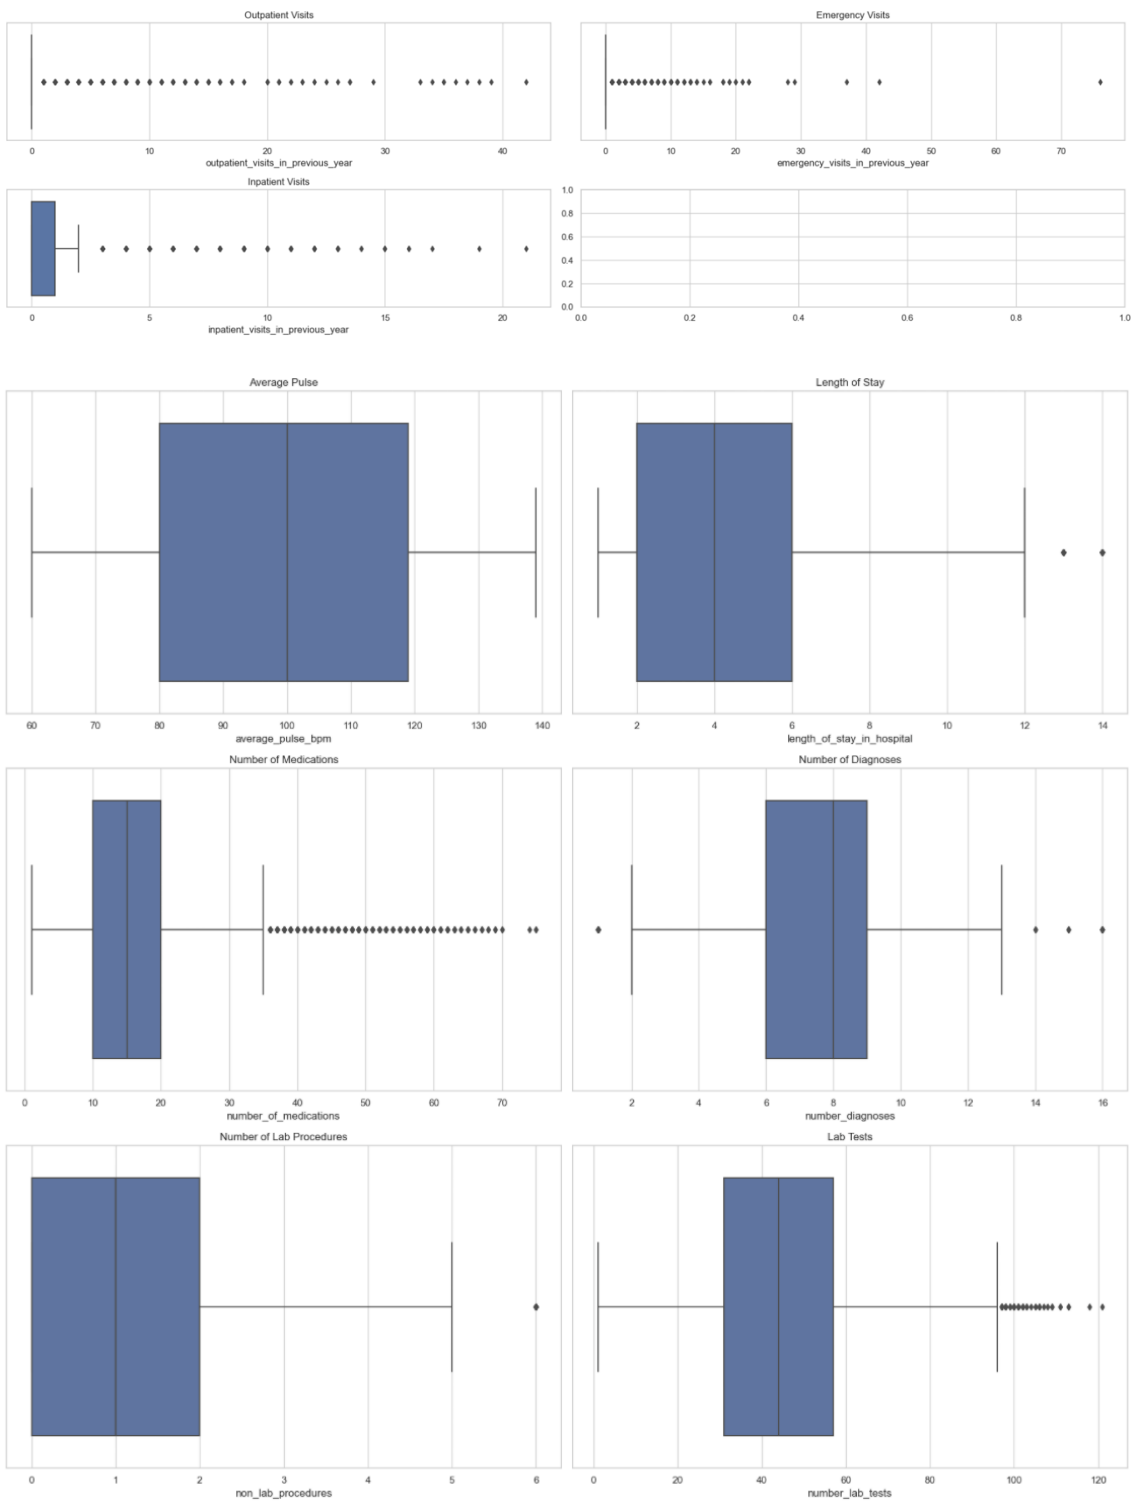 Outpatient Visits
0 10 20 30 40
outpatient_visits_in_previous_year
Emergency Visits
0 10 20 30 40 50 60 70
emergency_visits_in_previous_year
Inpatient Visits
0 5 10 15 20
inpatient_visits_in_previous_year
1.0
0.8
0.6
0.4
0.2
0.0
0.0 0.2 0.4 0.6 0.8 1.0
Average Pulse
60 70 80 90 100 110 120 130 140
average_pulse_bpm
Length of Stay
2 4 6 8 10 12 14
length_of_stay_in_hospital
Number of Medications
0 10 20 30 40 50 60 70
number_of_medications
Number of Diagnoses
2 4 6 8 10 12 14 16
number_diagnoses
Number of Lab Procedures
0 1 2 3 4 5 6
non_lab_procedures
Lab Tests
0 20 40 60 80 100 120
number_lab_tests